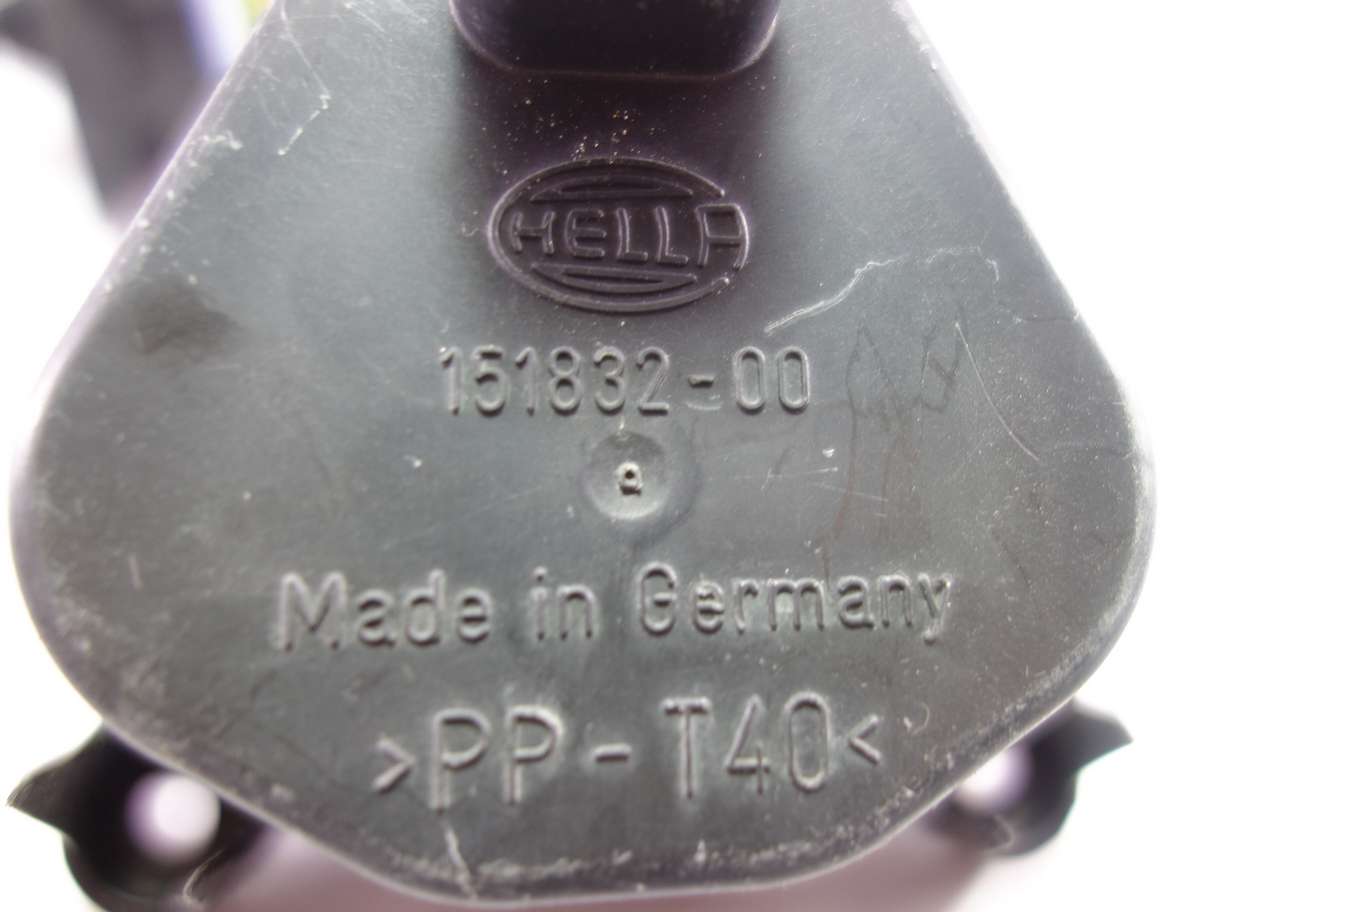 HELLA
151832-00
Made in Germany
>PP-T40<